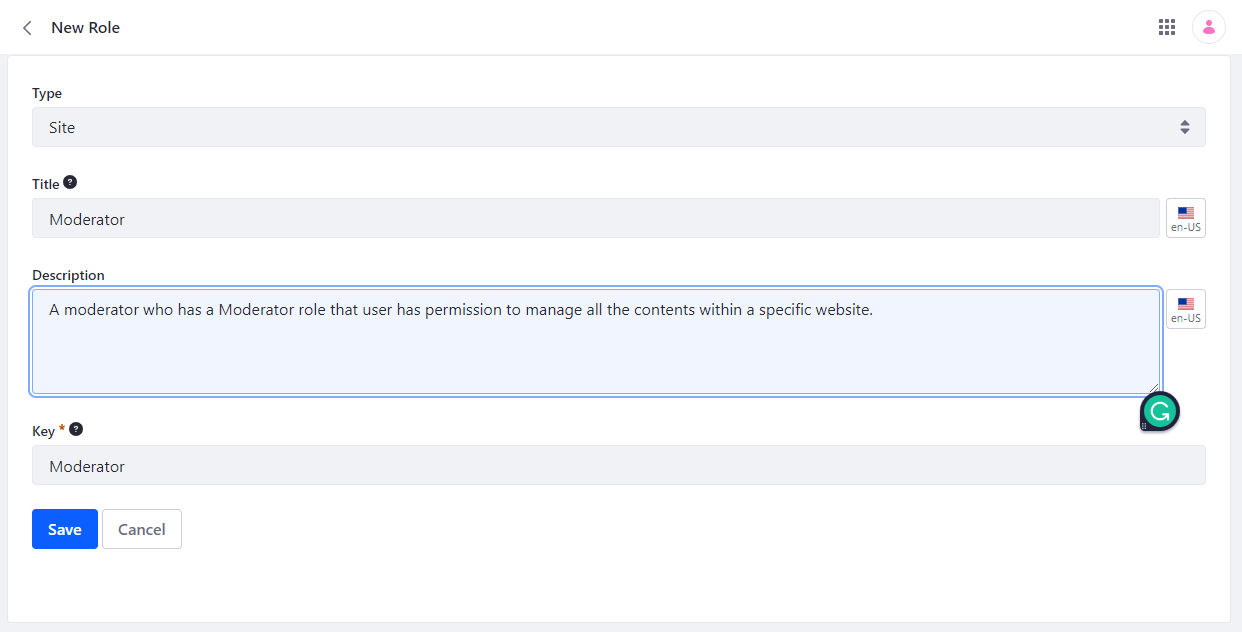 New Role
Type
Site
Title ?
Moderator
en-US
Description
A moderator who has a Moderator role that user has permission to manage all the contents within a specific website.
en-US
Key * ?
Moderator
Save Cancel